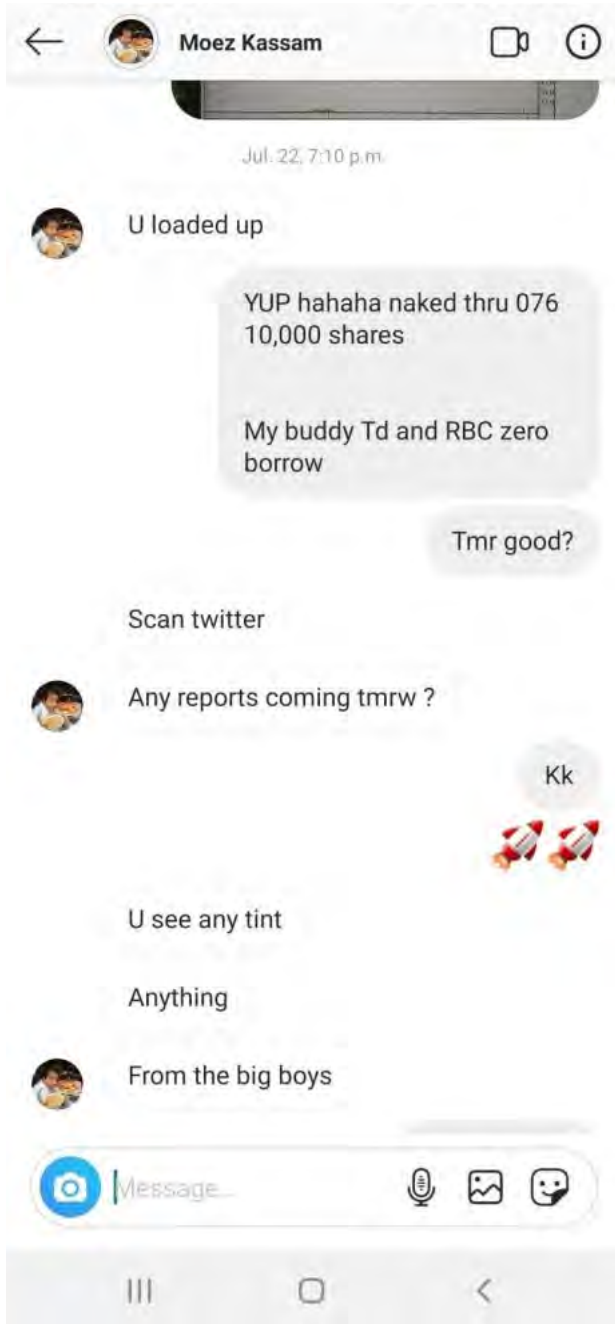 Moez Kassam
Jul. 22, 7:10 p.m.
U loaded up
YUP hahaha naked thru 076
10,000 shares
My buddy Td and RBC zero
borrow
Tmr good?
Scan twitter
Any reports coming tmrw ?
Kk
🚀🚀
U see any tint
Anything
From the big boys
Message...